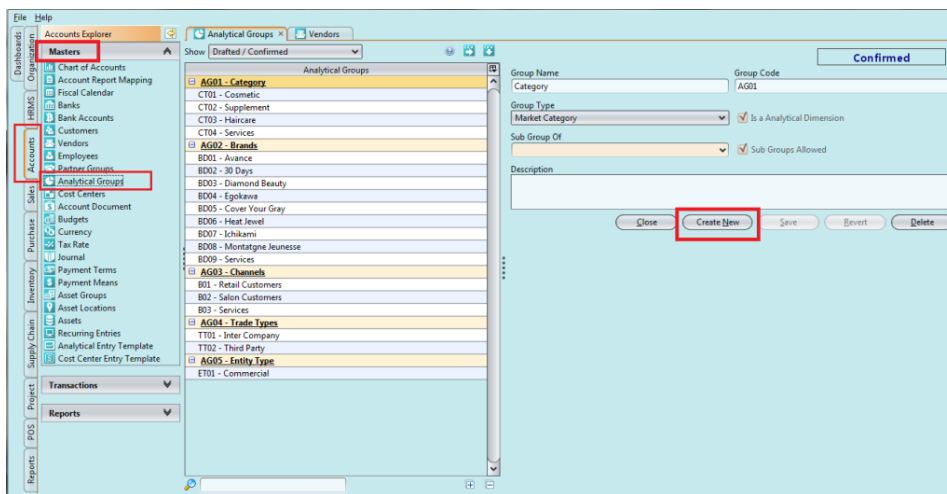 File Help
Dashboards
Organization
HRMS
Accounts
Sales
Purchase
Inventory
Supply Chain
Project
POS
Reports
Accounts Explorer
Masters
Chart of Accounts
Account Report Mapping
Fiscal Calendar
Banks
Bank Accounts
Customers
Vendors
Employees
Partner Groups
Analytical Groups
Cost Centers
Account Document
Budgets
Currency
Tax Rate
Journal
Payment Terms
Payment Means
Asset Groups
Asset Locations
Assets
Recurring Entries
Analytical Entry Template
Cost Center Entry Template
Transactions
Reports
Analytical Groups
Vendors
Show Drafted / Confirmed
Analytical Groups
AG01 - Category
CT01 - Cosmetic
CT02 - Supplement
CT03 - Haircare
CT04 - Services
AG02 - Brands
BD01 - Avance
BD02 - 30 Days
BD03 - Diamond Beauty
BD04 - Egokawa
BD05 - Cover Your Gray
BD06 - Heat Jewel
BD07 - Ichikami
BD08 - Montatgne Jeunesse
BD09 - Services
AG03 - Channels
B01 - Retail Customers
B02 - Salon Customers
B03 - Services
AG04 - Trade Types
TT01 - Inter Company
TT02 - Third Party
AG05 - Entity Type
ET01 - Commercial
Confirmed
Group Name Group Code
Category AG01
Group Type
Market Category Is a Analytical Dimension
Sub Group Of
Sub Groups Allowed
Description
Close Create New Save Revert Delete